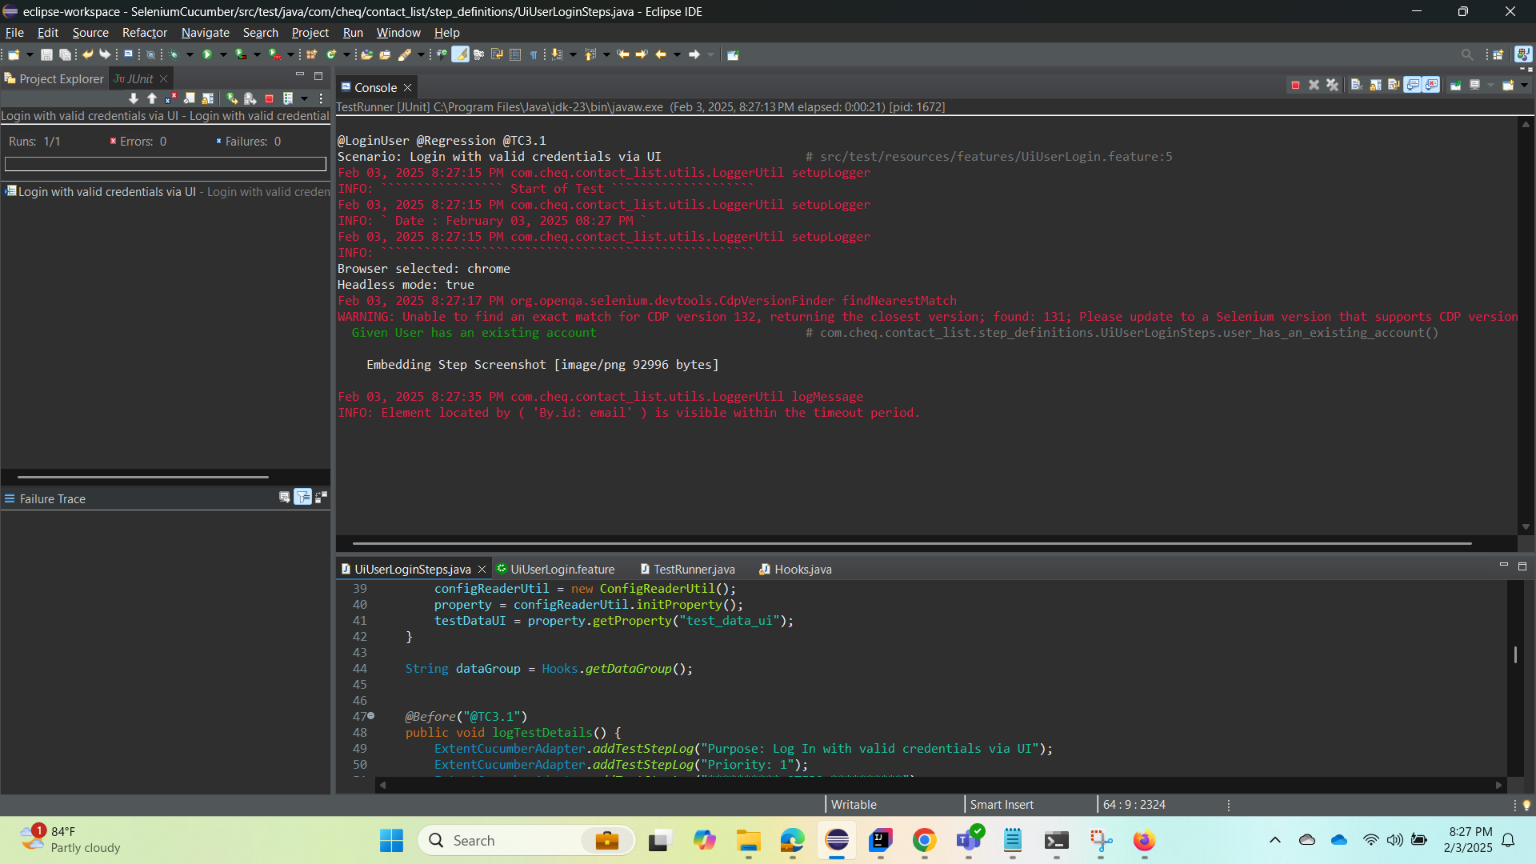 eclipse-workspace - SeleniumCucumber/src/test/java/com/cheq/contact_list/step_definitions/UiUserLoginSteps.java - Eclipse IDE
File Edit Source Refactor Navigate Search Project Run Window Help
Project Explorer JUnit
Login with valid credentials via UI - Login with valid credential
Runs: 1/1 Errors: 0 Failures: 0
Login with valid credentials via UI - Login with valid creden
Failure Trace
Console
TestRunner [JUnit] C:\Program Files\Java\jdk-23\bin\javaw.exe (Feb 3, 2025, 8:27:13 PM elapsed: 0:00:21) [pid: 1672]
@LoginUser @Regression @TC3.1
Scenario: Login with valid credentials via UI # src/test/resources/features/UiUserLogin.feature:5
Feb 03, 2025 8:27:15 PM com.cheq.contact_list.utils.LoggerUtil setupLogger
INFO: ````````````````` Start of Test ````````````````````
Feb 03, 2025 8:27:15 PM com.cheq.contact_list.utils.LoggerUtil setupLogger
INFO: ` Date : February 03, 2025 08:27 PM `
Feb 03, 2025 8:27:15 PM com.cheq.contact_list.utils.LoggerUtil setupLogger
INFO: ````````````````````````````````````````````````````
Browser selected: chrome
Headless mode: true
Feb 03, 2025 8:27:17 PM org.openqa.selenium.devtools.CdpVersionFinder findNearestMatch
WARNING: Unable to find an exact match for CDP version 132, returning the closest version; found: 131; Please update to a Selenium version that supports CDP version
Given User has an existing account # com.cheq.contact_list.step_definitions.UiUserLoginSteps.user_has_an_existing_account()
Embedding Step Screenshot [image/png 92996 bytes]
Feb 03, 2025 8:27:35 PM com.cheq.contact_list.utils.LoggerUtil logMessage
INFO: Element located by ( 'By.id: email' ) is visible within the timeout period.
UiUserLoginSteps.java UiUserLogin.feature TestRunner.java Hooks.java
39 configReaderUtil = new ConfigReaderUtil();
40 property = configReaderUtil.initProperty();
41 testDataUI = property.getProperty("test_data_ui");
42 }
43
44 String dataGroup = Hooks.getDataGroup();
45
46
47 @Before("@TC3.1")
48 public void logTestDetails() {
49 ExtentCucumberAdapter.addTestStepLog("Purpose: Log In with valid credentials via UI");
50 ExtentCucumberAdapter.addTestStepLog("Priority: 1");
Writable Smart Insert 64 : 9 : 2324
1
84°F
Partly cloudy
Search
8:27 PM
2/3/2025